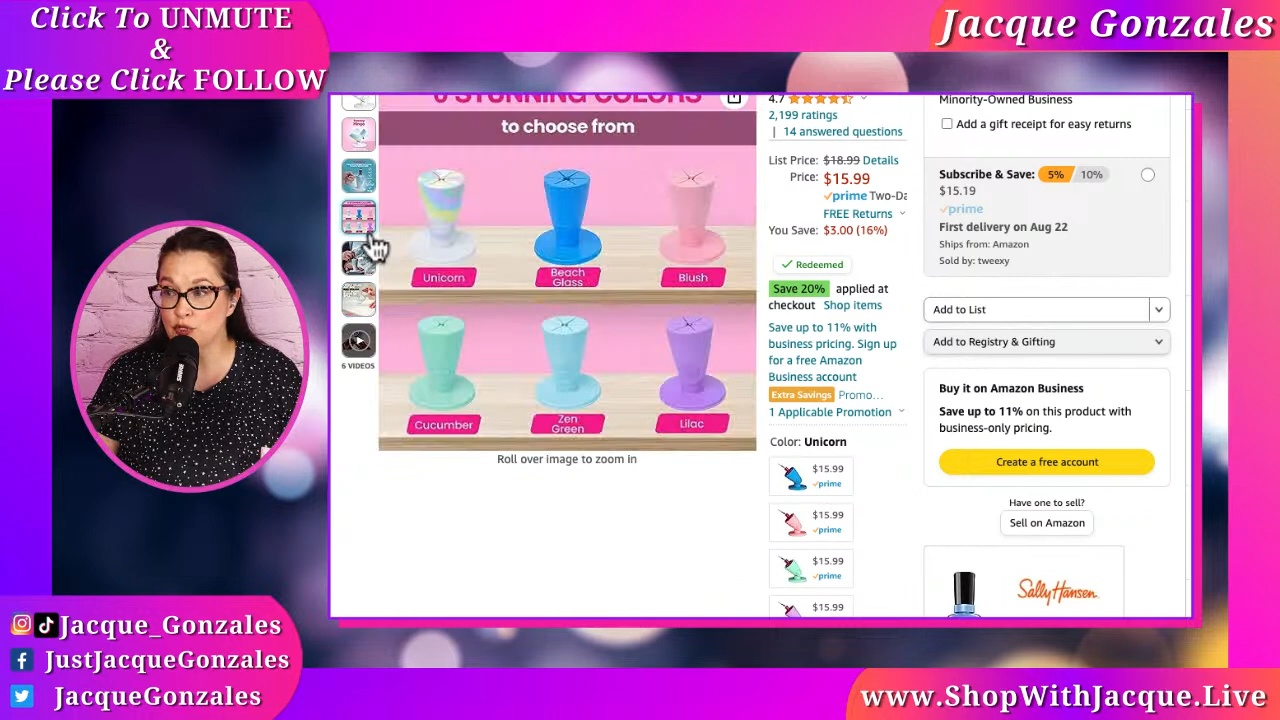 Click To UNMUTE
&
Please Click FOLLOW
Jacque Gonzales
6 STUNNING COLORS
to choose from
Unicorn
Beach
Glass
Blush
Cucumber
Zen
Green
Lilac
Roll over image to zoom in
6 VIDEOS
4.7
2,199 ratings
| 14 answered questions
List Price: $18.99 Details
Price: $15.99
prime Two-Da
FREE Returns
You Save: $3.00 (16%)
Redeemed
Save 20% applied at
checkout Shop items
Save up to 11% with
business pricing. Sign up
for a free Amazon
Business account
Extra Savings Promo...
1 Applicable Promotion
Color: Unicorn
$15.99
prime
$15.99
prime
$15.99
prime
$15.99
Minority-Owned Business
Add a gift receipt for easy returns
Subscribe & Save: 5% 10%
$15.19
prime
First delivery on Aug 22
Ships from: Amazon
Sold by: tweexy
Add to List
Add to Registry & Gifting
Buy it on Amazon Business
Save up to 11% on this product with
business-only pricing.
Create a free account
Have one to sell?
Sell on Amazon
Sally Hansen
Jacque_Gonzales
JustJacqueGonzales
JacqueGonzales
www.ShopWithJacque.Live